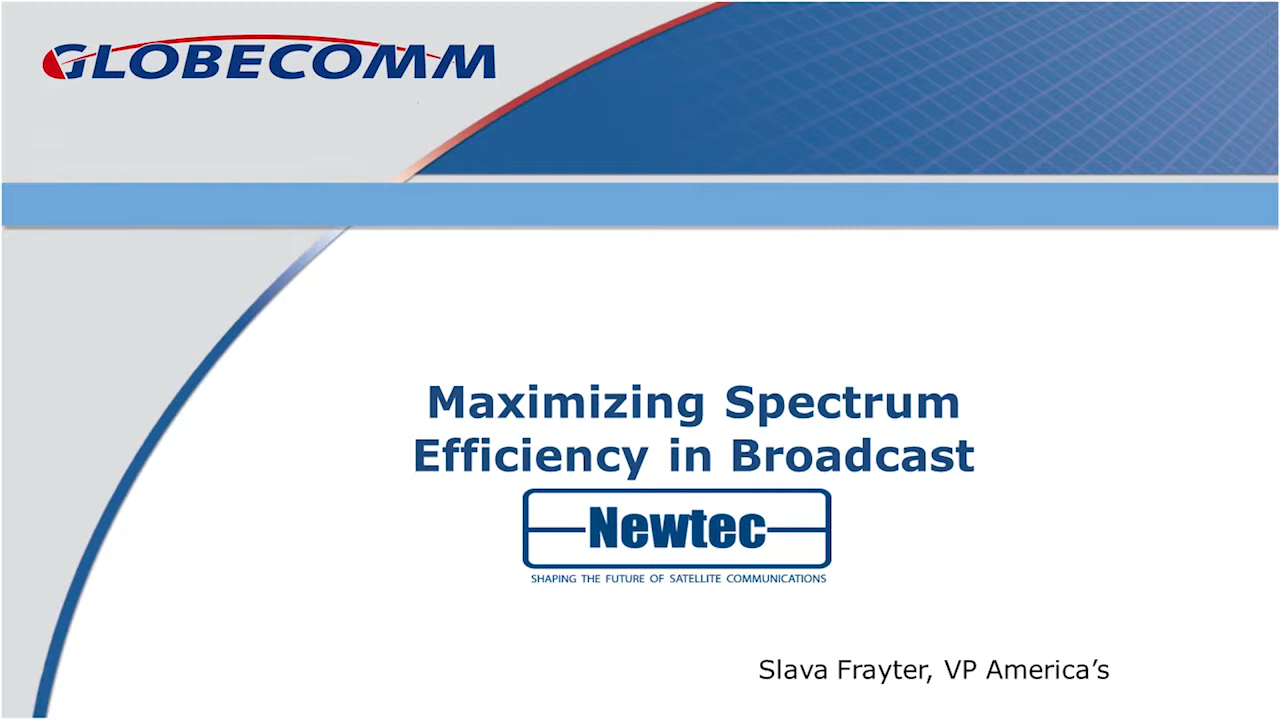 GLOBECOMM
Maximizing Spectrum
Efficiency in Broadcast
Newtec
SHAPING THE FUTURE OF SATELLITE COMMUNICATIONS
Slava Frayter, VP America’s